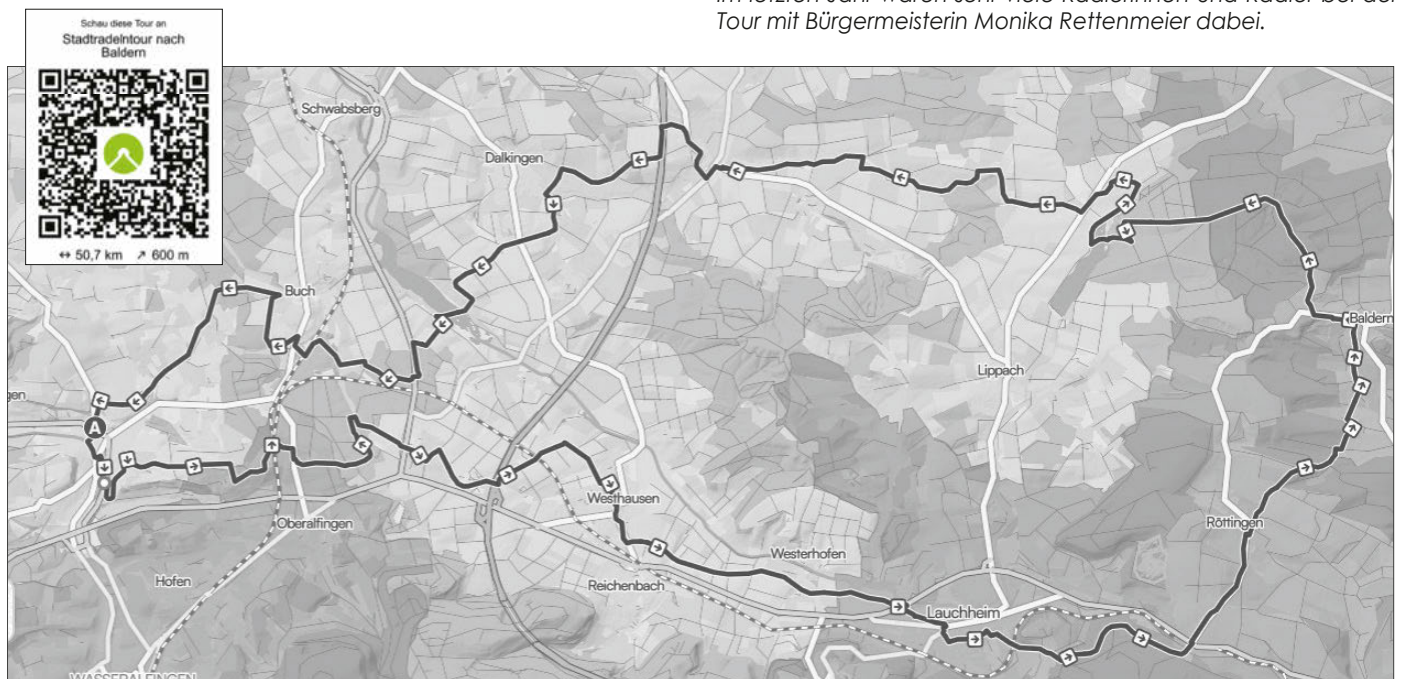 Tour mit Bürgermeisterin Monika Rettenmeier dabei.
Schau diese Tour an
Stadtradelntour nach
Baldern
↔ 50,7 km ↗ 600 m
Schwabsberg
Dalkingen
Buch
Baldern
Lippach
A
Westhausen
Röttingen
Oberalfingen
Westerhofen
Hofen
Reichenbach
Lauchheim